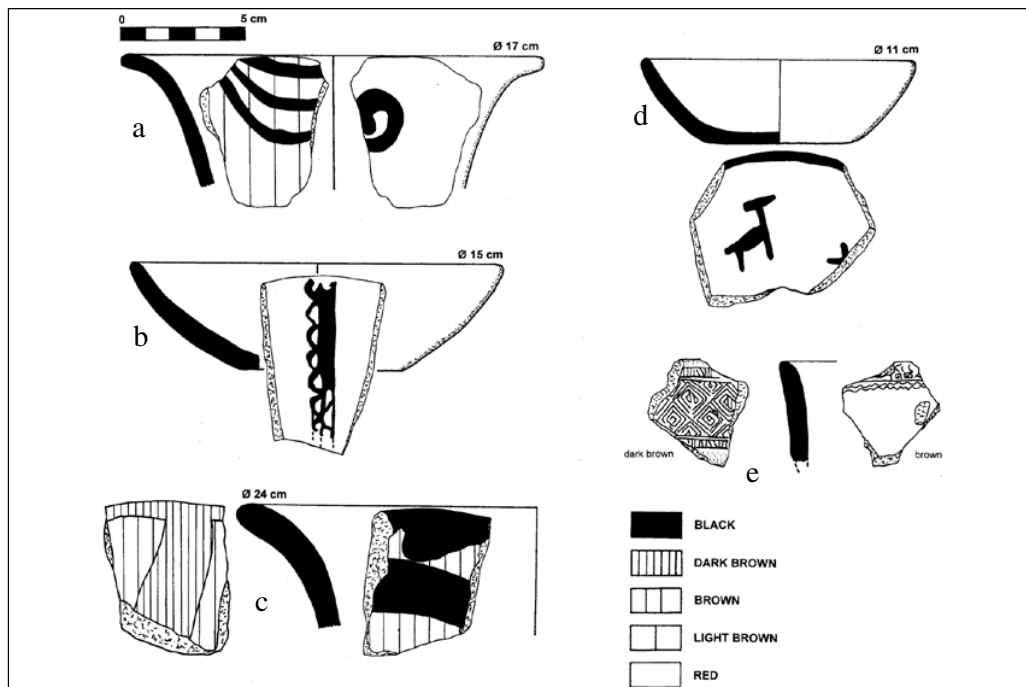 0 5 cm
Ø 17 cm
a
Ø 11 cm
d
Ø 15 cm
b
dark brown
e
brown
Ø 24 cm
c
BLACK
DARK BROWN
BROWN
LIGHT BROWN
RED